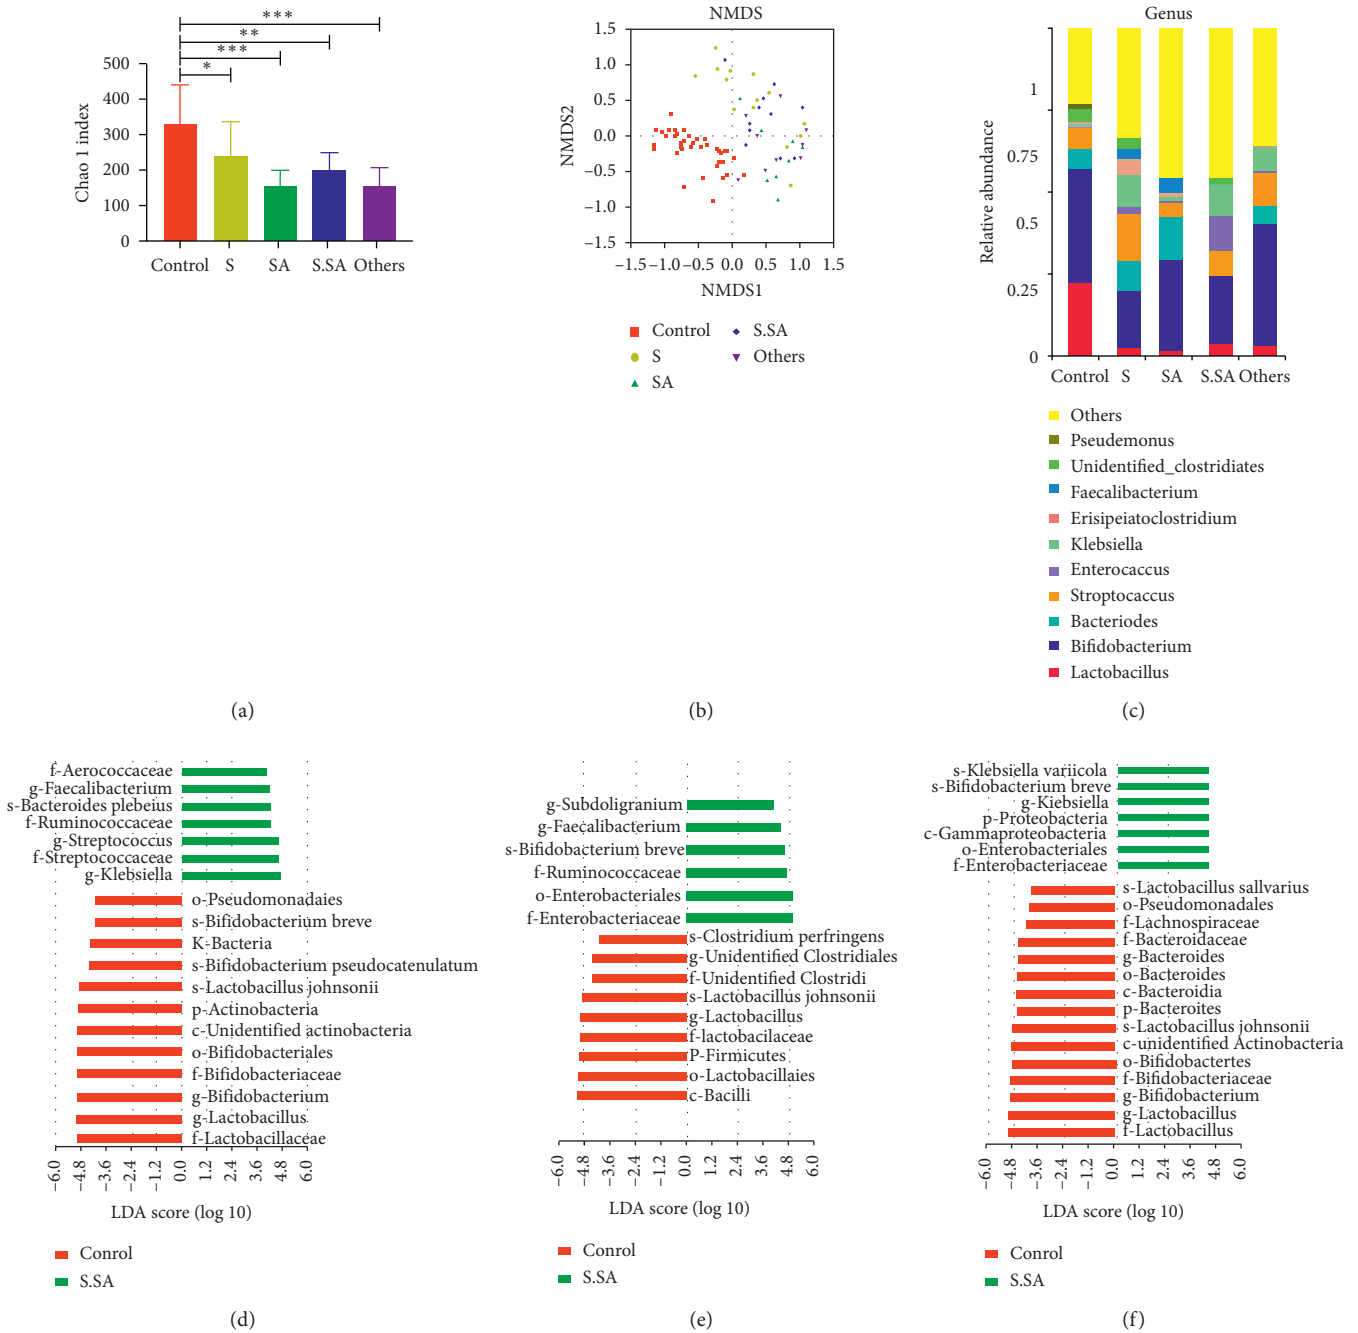 ***
**
***
*
500
400
300
200
100
0
Chao 1 index
Control S SA S.SA Others
(a)
NMDS
1.5
1.0
0.5
0.0
−0.5
−1.0
−1.5
NMDS2
−1.5 −1.0 −0.5 0.0 0.5 1.0 1.5
NMDS1
Control
S
SA
S.SA
Others
(b)
Genus
1
0.75
0.5
0.25
0
Relative abundance
Control S SA S.SA Others
Others
Pseudemonus
Unidentified_clostridiates
Faecalibacterium
Erisipeiatoclostridium
Klebsiella
Enterocaccus
Stroptocaccus
Bacteriodes
Bifidobacterium
Lactobacillus
(c)
f-Aerococcaceae
g-Faecalibacterium
s-Bacteroides plebeius
f-Ruminococcaceae
g-Streptococcus
f-Streptococcaceae
g-Klebsiella
o-Pseudomonadaies
s-Bifidobacterium breve
K-Bacteria
s-Bifidobacterium pseudocatenulatum
s-Lactobacillus johnsonii
p-Actinobacteria
c-Unidentified actinobacteria
o-Bifidobacteriales
f-Bifidobacteriaceae
g-Bifidobacterium
g-Lactobacillus
f-Lactobacillaceae
−6.0 −4.8 −3.6 −2.4 −1.2 0.0 1.2 2.4 3.6 4.8 6.0
LDA score (log 10)
Conrol
S.SA
(d)
g-Subdoligranium
g-Faecalibacterium
s-Bifidobacterium breve
f-Ruminococcaceae
o-Enterobacteriales
f-Enterobacteriaceae
s-Clostridium perfringens
g-Unidentified Clostridiales
f-Unidentified Clostridi
s-Lactobacillus johnsonii
g-Lactobacillus
f-lactobacilaceae
P-Firmicutes
o-Lactobacillaies
c-Bacilli
−6.0 −4.8 −3.6 −2.4 −1.2 0.0 1.2 2.4 3.6 4.8 6.0
LDA score (log 10)
Conrol
S.SA
(e)
s-Klebsiella variicola
s-Bifidobacterium breve
g-Kiebsiella
p-Proteobacteria
c-Gammaproteobacteria
o-Enterobacteriales
f-Enterobacteriaceae
s-Lactobacillus sallvarius
o-Pseudomonadales
f-Lachnospiraceae
f-Bacteroidaceae
g-Bacteroides
o-Bacteroides
c-Bacteroidia
p-Bacteroites
s-Lactobacillus johnsonii
c-unidentified Actinobacteria
o-Bifidobactertes
f-Bifidobacteriaceae
g-Bifidobacterium
g-Lactobacillus
f-Lactobacillus
−6.0 −4.8 −3.6 −2.4 −1.2 0.0 1.2 2.4 3.6 4.8 6.0
LDA score (log 10)
Conrol
S.SA
(f)